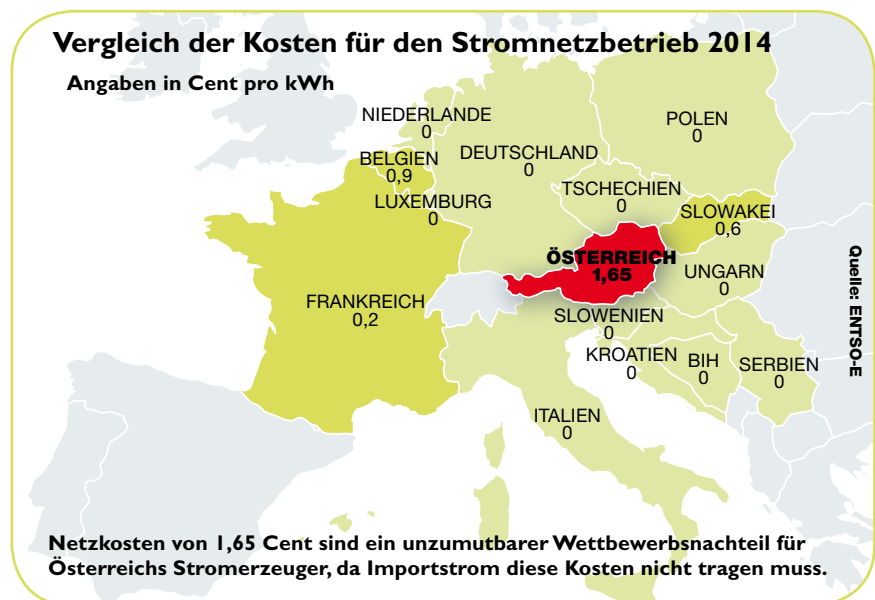 Vergleich der Kosten für den Stromnetzbetrieb 2014
Angaben in Cent pro kWh
NIEDERLANDE
0
POLEN
0
BELGIEN
0,9
DEUTSCHLAND
0
TSCHECHIEN
0
LUXEMBURG
0
SLOWAKEI
0,6
ÖSTERREICH
1,65
UNGARN
0
FRANKREICH
0,2
SLOWENIEN
0
KROATIEN
0
BIH
0
SERBIEN
0
ITALIEN
0
Quelle: ENTSO-E
Netzkosten von 1,65 Cent sind ein unzumutbarer Wettbewerbsnachteil für
Österreichs Stromerzeuger, da Importstrom diese Kosten nicht tragen muss.